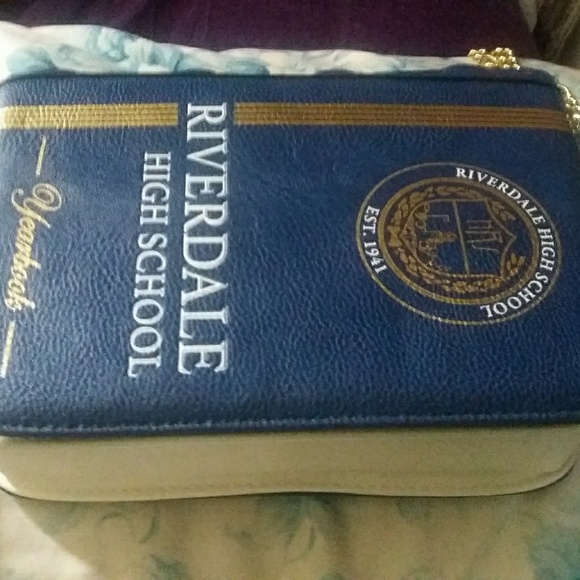 RIVERDALE HIGH SCHOOL
EST. 1941
RIVERDALE
HIGH SCHOOL
Yearbook